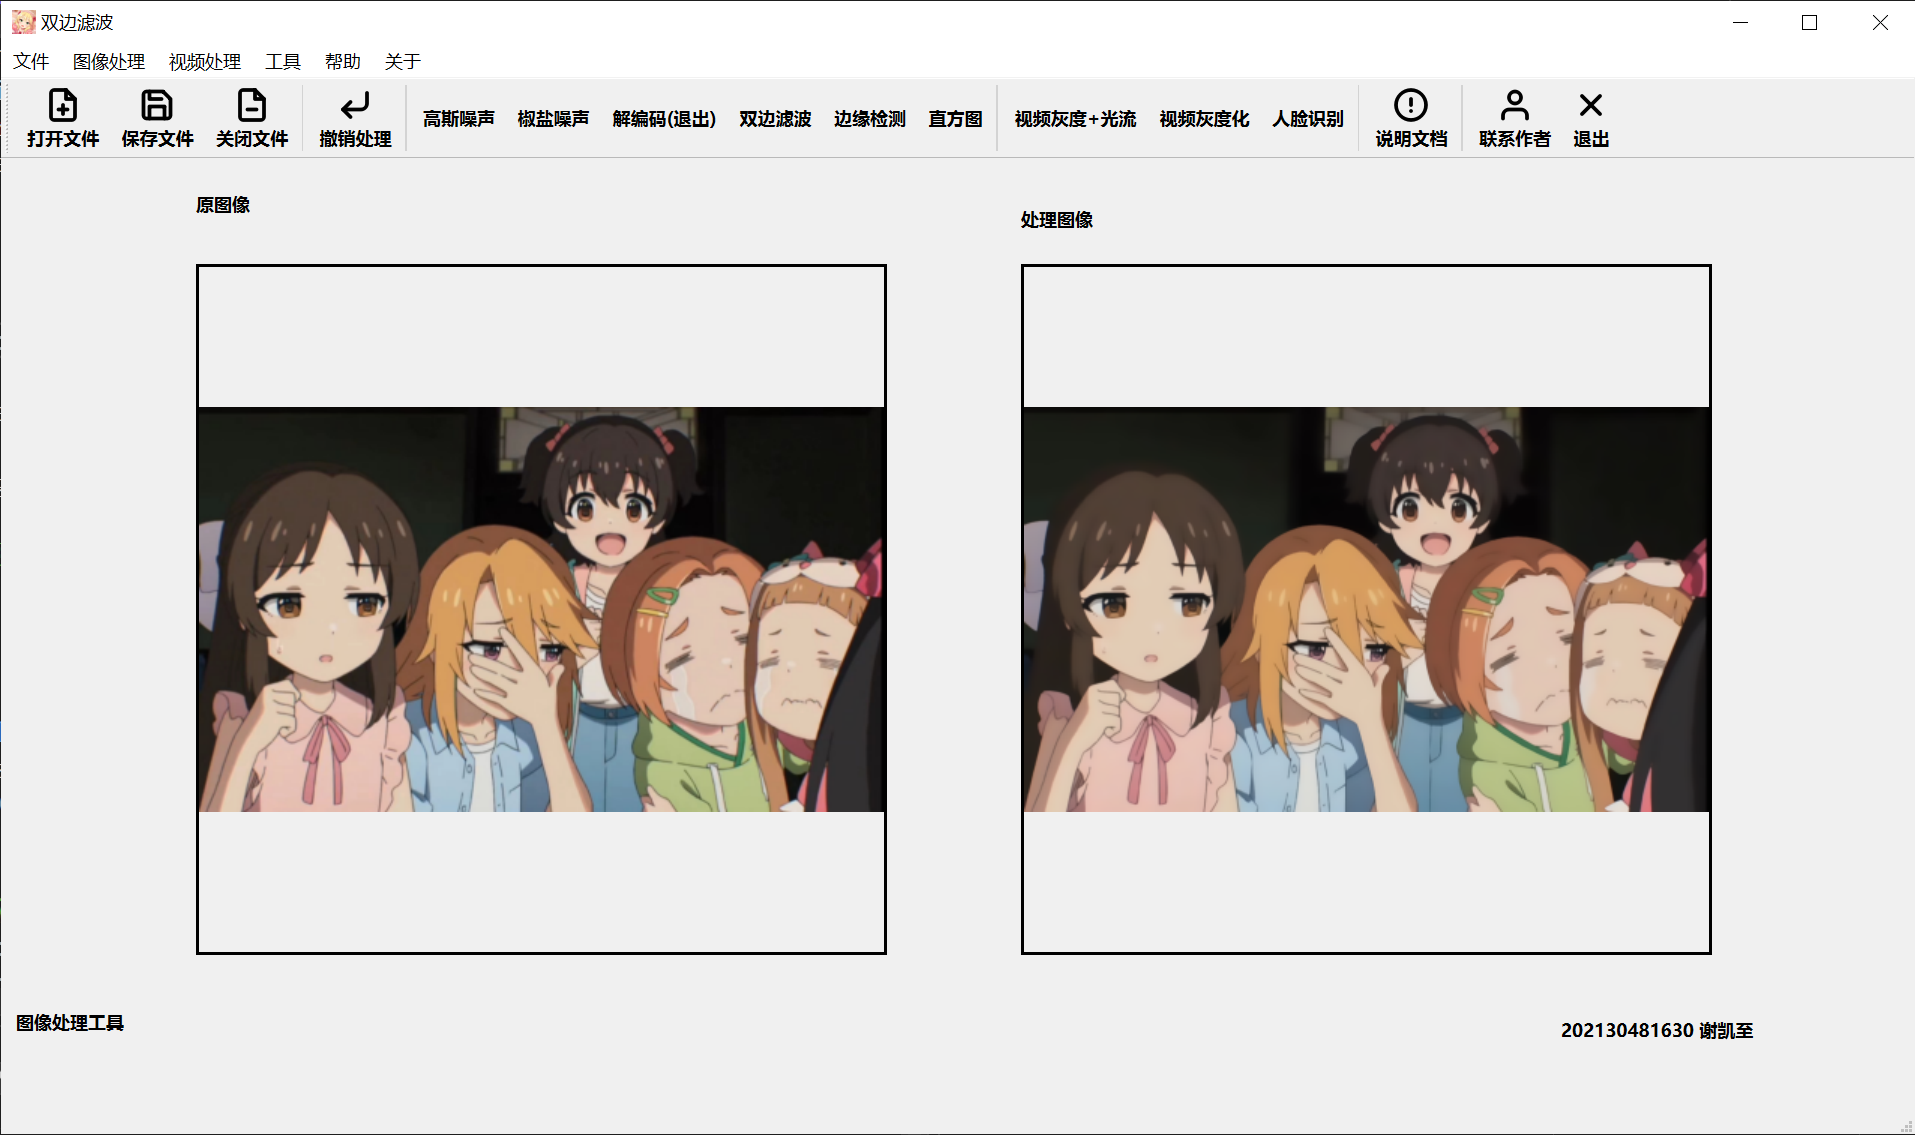 双边滤波
文件 图像处理 视频处理 工具 帮助 关于
打开文件 保存文件 关闭文件 撤销处理 高斯噪声 椒盐噪声 解编码(退出) 双边滤波 边缘检测 直方图 视频灰度+光流 视频灰度化 人脸识别 说明文档 联系作者 退出
原图像
处理图像
图像处理工具
202130481630 谢凯至